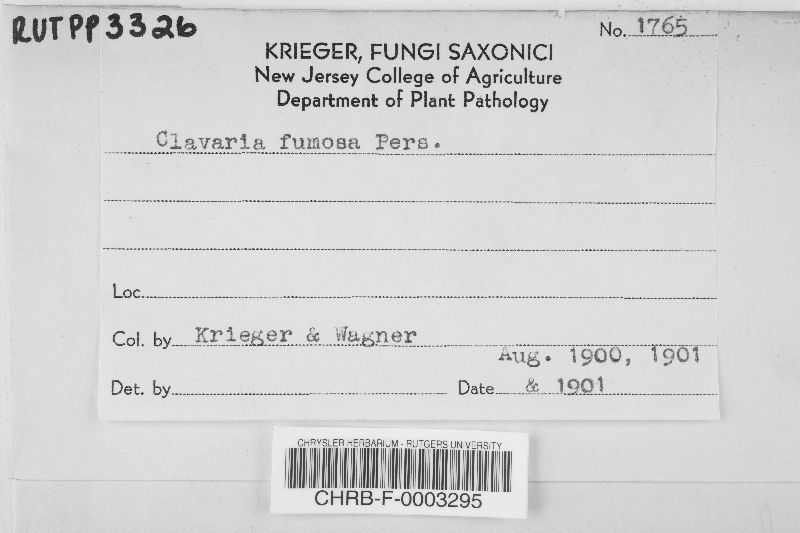 RUTPP3326
No. 1765
KRIEGER, FUNGI SAXONICI
New Jersey College of Agriculture
Department of Plant Pathology
Clavaria fumosa Pers.
Loc.
Col. by Krieger & Wagner
Aug. 1900, 1901
Det. by Date & 1901
CHRYSLER HERBARIUM - RUTGERS UNIVERSITY
CHRB-F-0003295